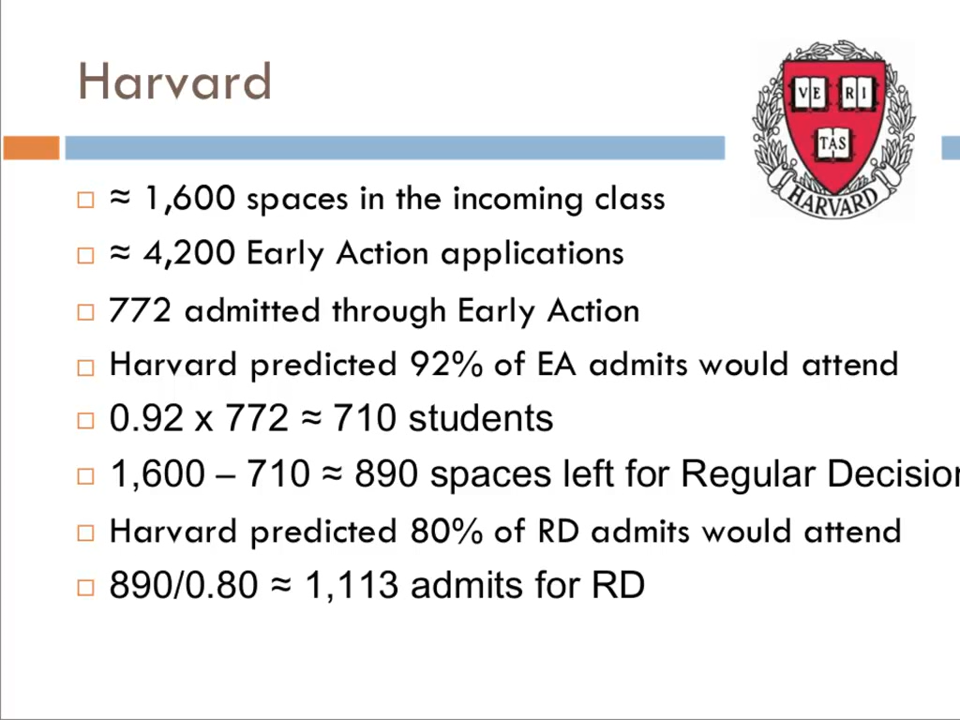 Harvard
VE RI
TAS
HARVARD
≈ 1,600 spaces in the incoming class
≈ 4,200 Early Action applications
772 admitted through Early Action
Harvard predicted 92% of EA admits would attend
0.92 x 772 ≈ 710 students
1,600 – 710 ≈ 890 spaces left for Regular Decision
Harvard predicted 80% of RD admits would attend
890/0.80 ≈ 1,113 admits for RD